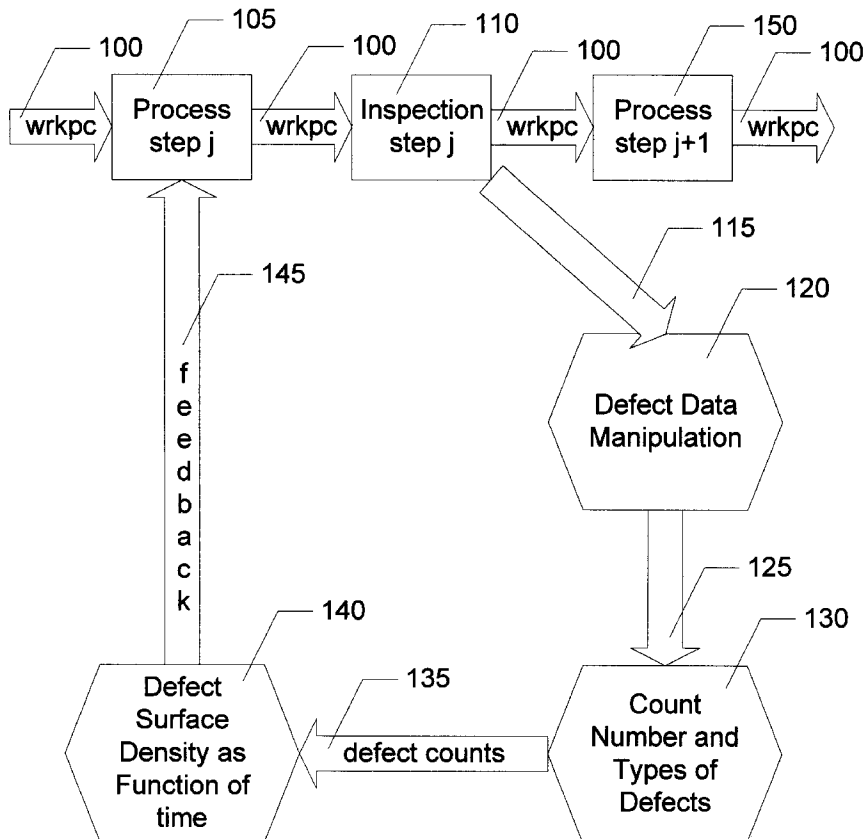 105
110
150
100
100
100
100
wrkpc
Process
step j
wrkpc
Inspection
step j
wrkpc
Process
step j+1
wrkpc
115
145
120
feedback
Defect Data
Manipulation
125
140
130
135
Defect
Surface
Density as
Function of
time
defect counts
Count
Number and
Types of
Defects